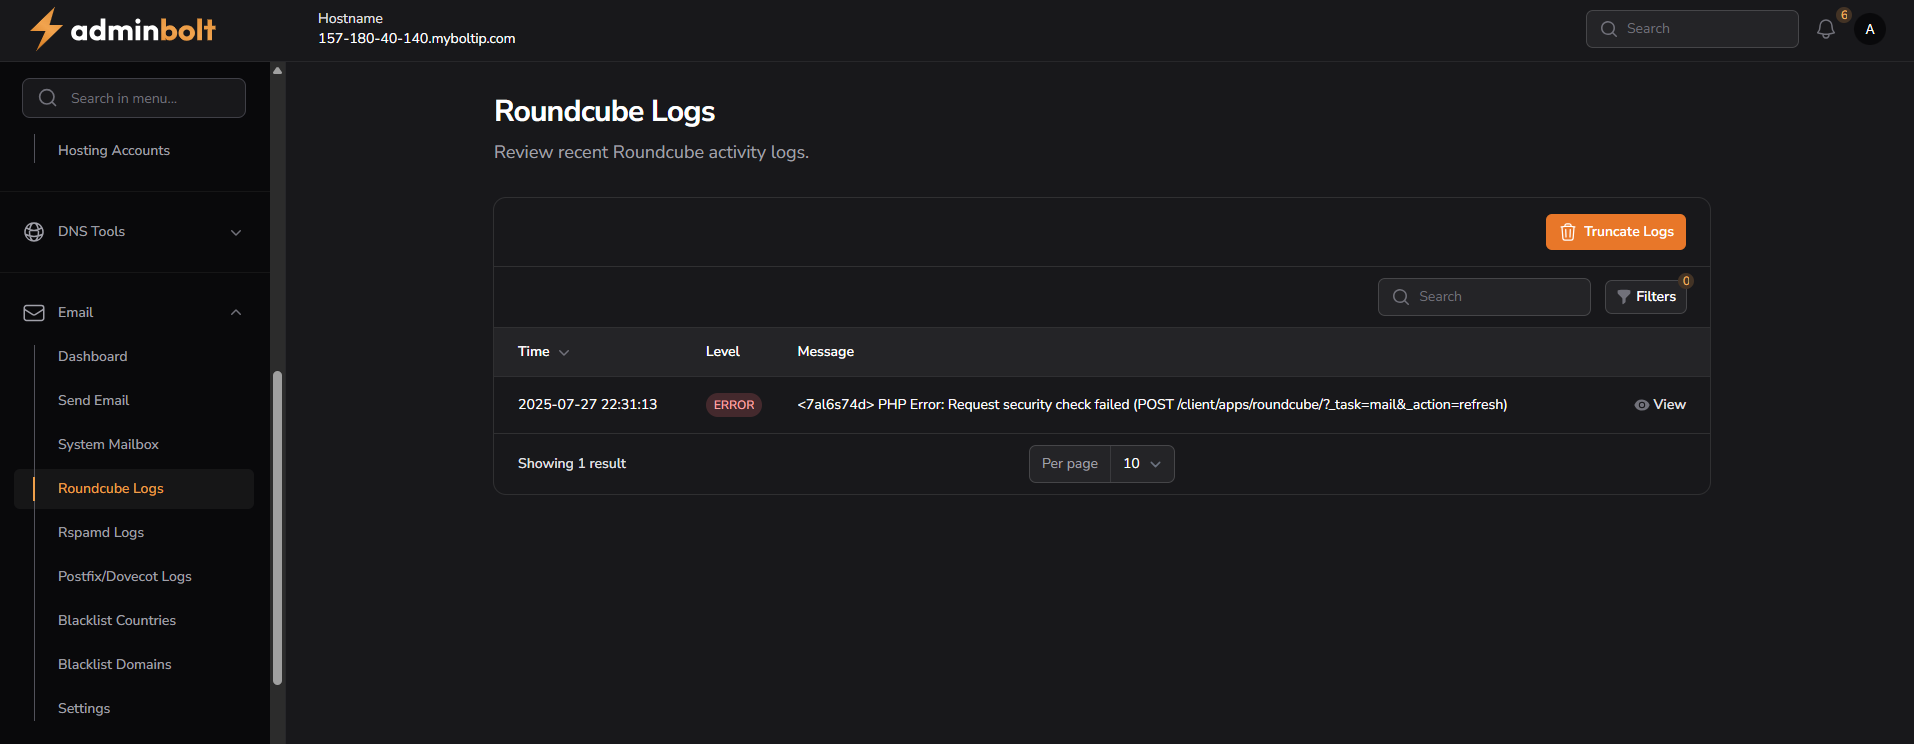 adminbolt
Hostname
157-180-40-140.myboltip.com
Search
6
A
Search in menu...
Hosting Accounts
DNS Tools
Email
Dashboard
Send Email
System Mailbox
Roundcube Logs
Rspamd Logs
Postfix/Dovecot Logs
Blacklist Countries
Blacklist Domains
Settings
Roundcube Logs
Review recent Roundcube activity logs.
Truncate Logs
Search
Filters
0
Time Level Message
2025-07-27 22:31:13 ERROR <7al6s74d> PHP Error: Request security check failed (POST /client/apps/roundcube/?_task=mail&_action=refresh) View
Showing 1 result
Per page 10